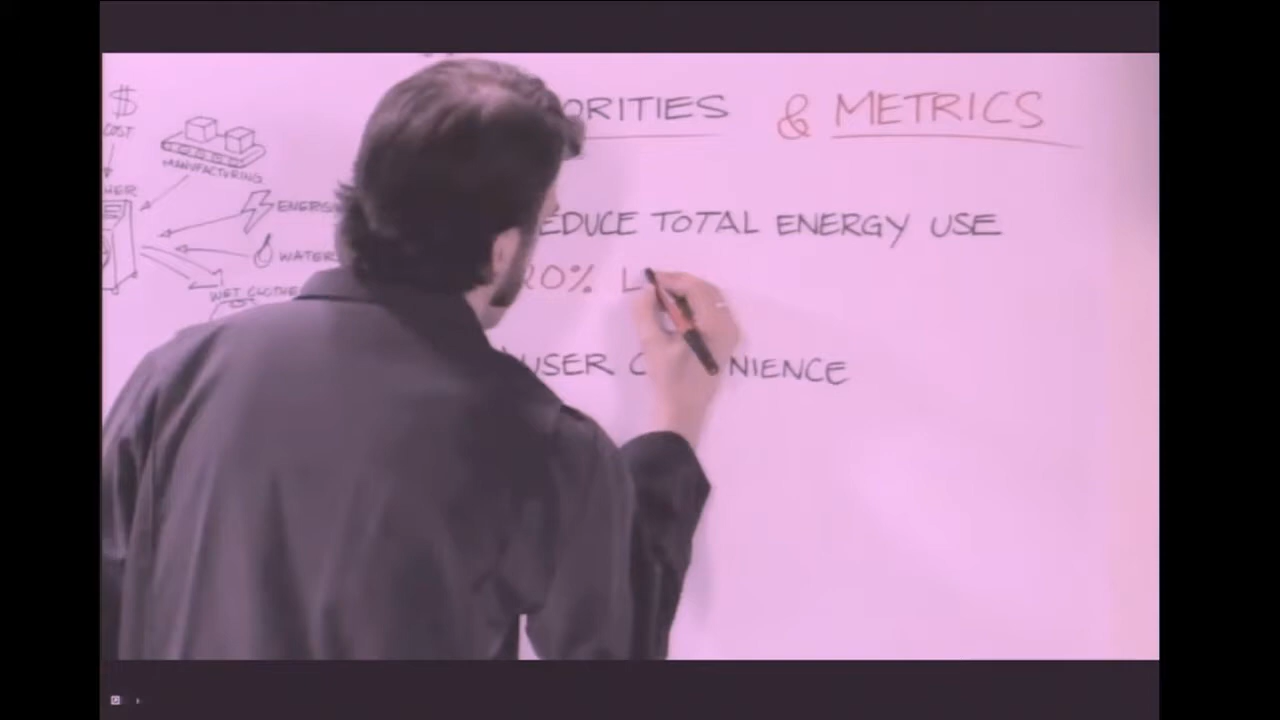 $
COST
MANUFACTURING
ENERGY
WATER
WET CLOTHES
ORITIES & METRICS
EDUCE TOTAL ENERGY USE
20% L
USER C NIENCE